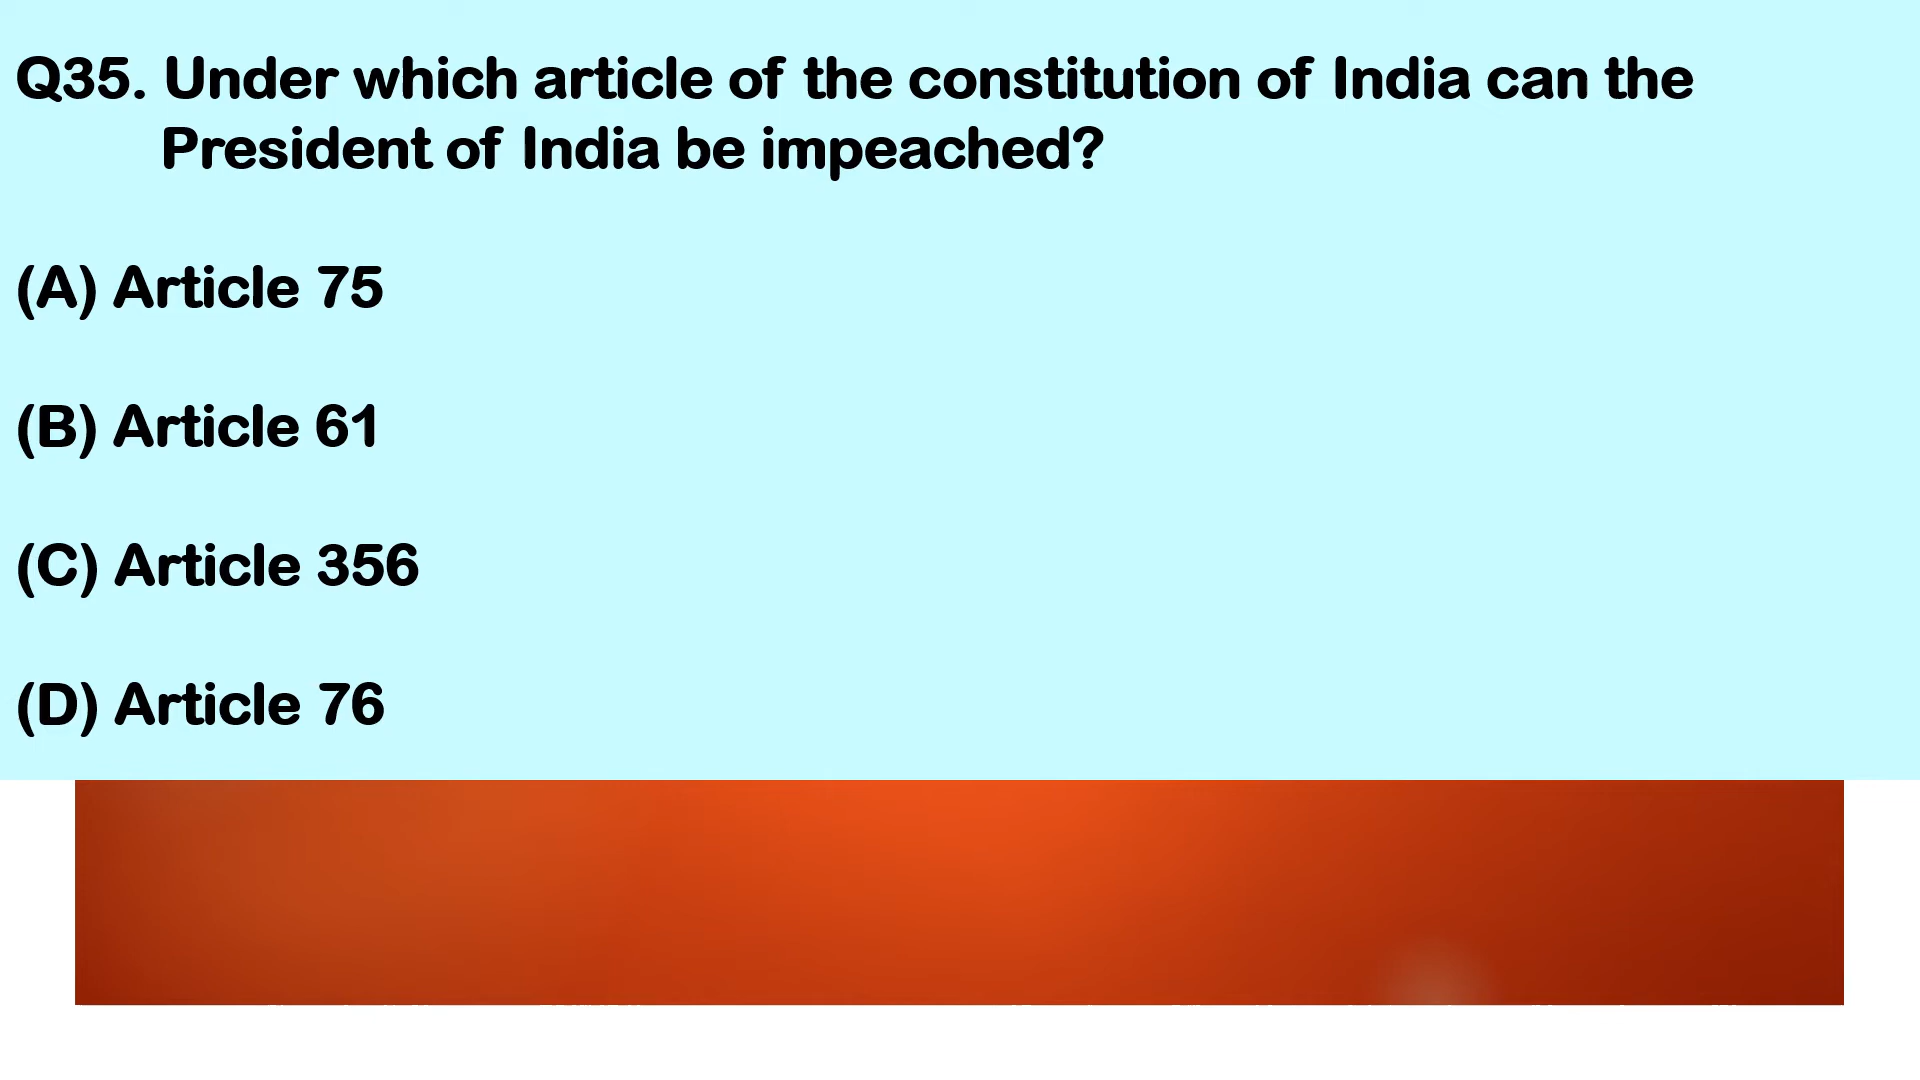 Q35. Under which article of the constitution of India can the
President of India be impeached?
(A) Article 75
(B) Article 61
(C) Article 356
(D) Article 76